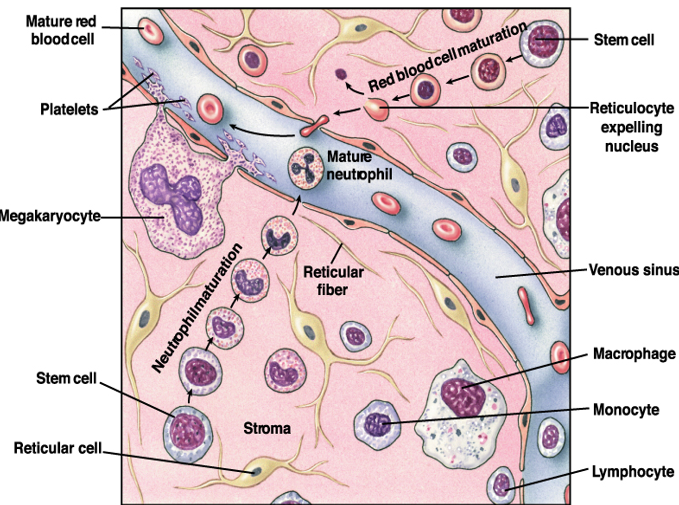 Mature red
blood cell
Platelets
Megakaryocyte
Stem cell
Reticular cell
Red blood cell maturation
Mature
neutrophil
Neutrophil maturation
Reticular
fiber
Stroma
Stem cell
Reticulocyte
expelling
nucleus
Venous sinus
Macrophage
Monocyte
Lymphocyte